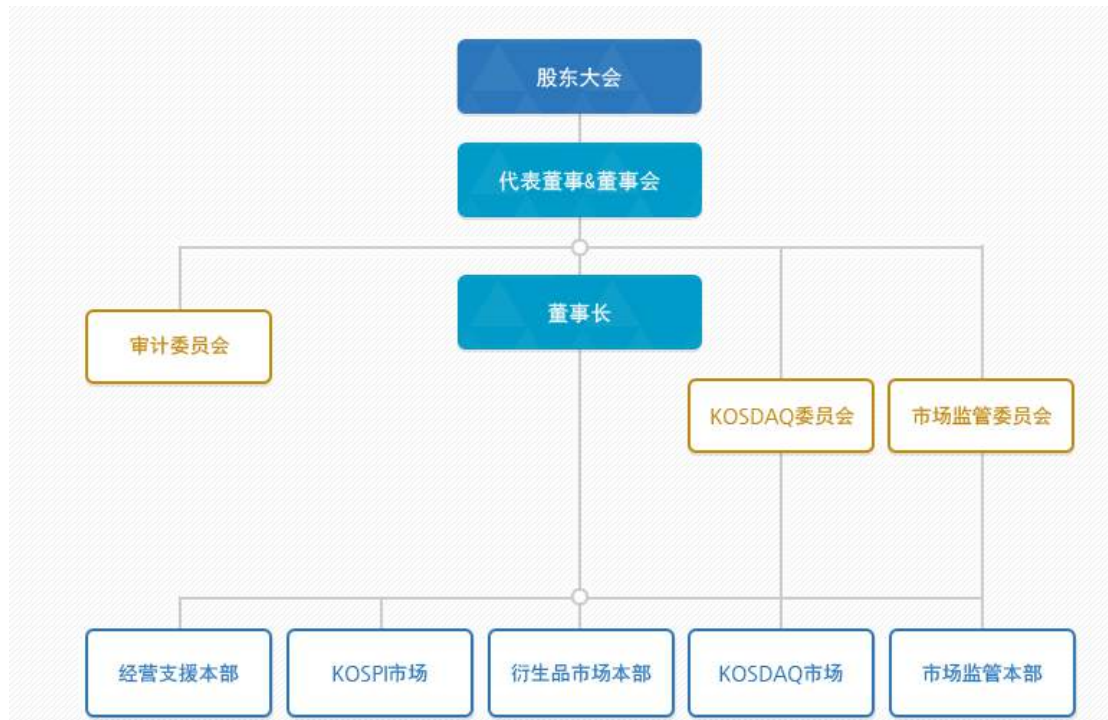 股东大会
代表董事&董事会
董事长
审计委员会
KOSDAQ委员会
市场监管委员会
经营支援本部
KOSPI市场
衍生品市场本部
KOSDAQ市场
市场监管本部